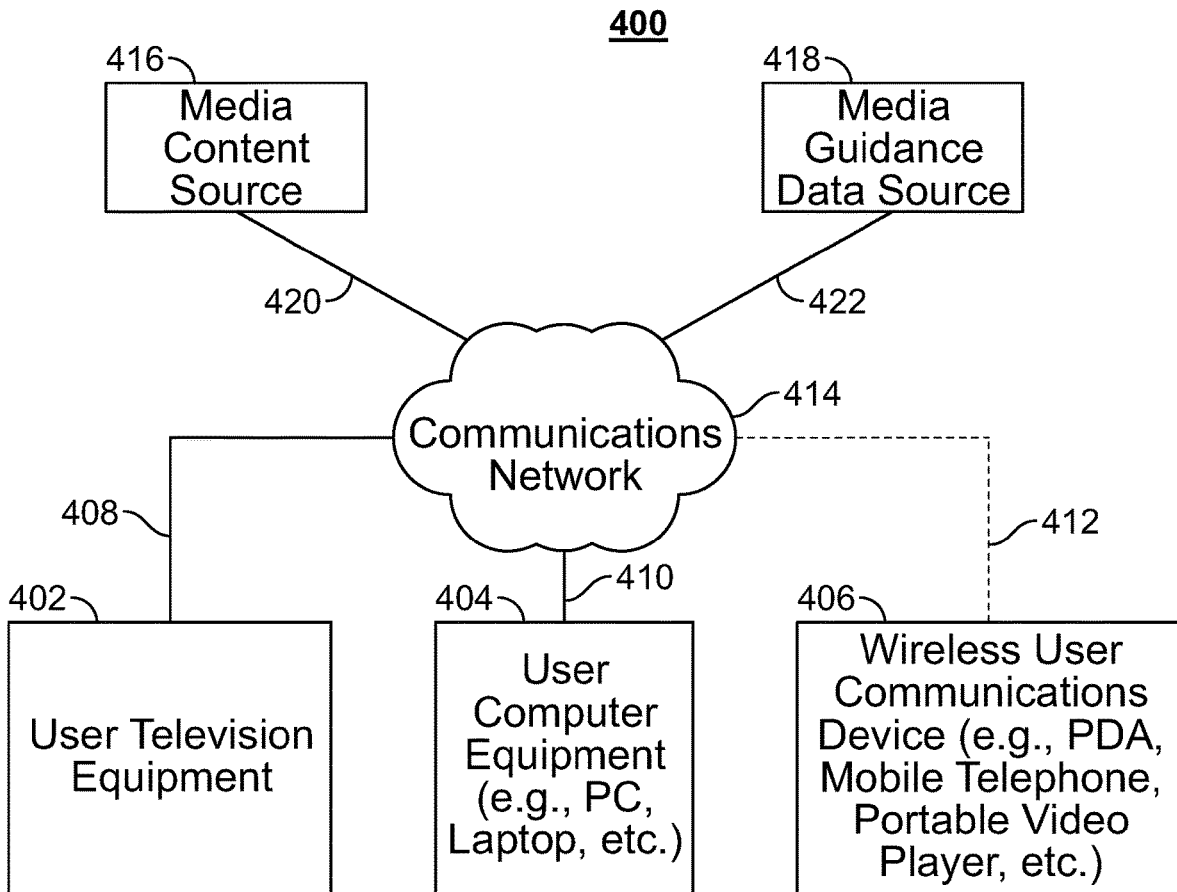 400
416
Media
Content
Source
418
Media
Guidance
Data Source
420
422
414
Communications
Network
408
412
410
402
User Television
Equipment
404
User
Computer
Equipment
(e.g., PC,
Laptop, etc.)
406
Wireless User
Communications
Device (e.g., PDA,
Mobile Telephone,
Portable Video
Player, etc.)